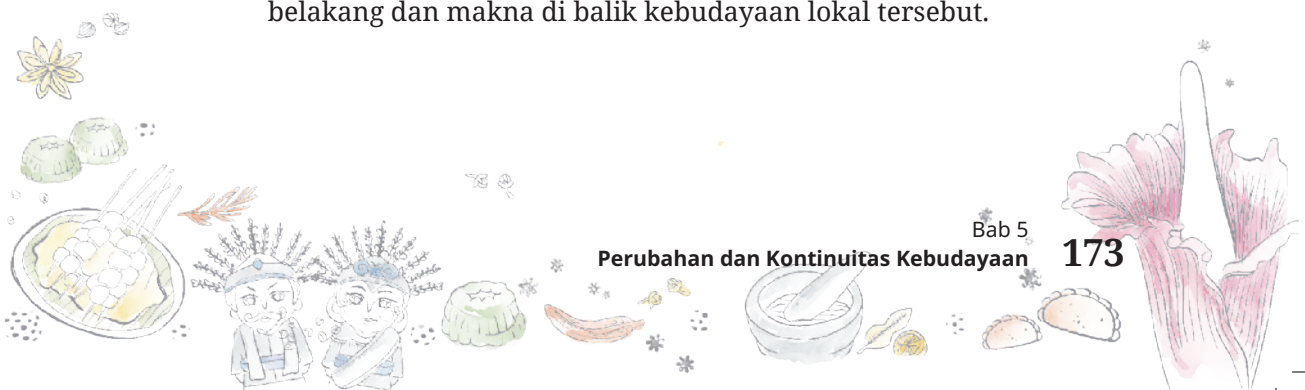 belakang dan makna di balik kebudayaan lokal tersebut.
Bab 5
Perubahan dan Kontinuitas Kebudayaan
173